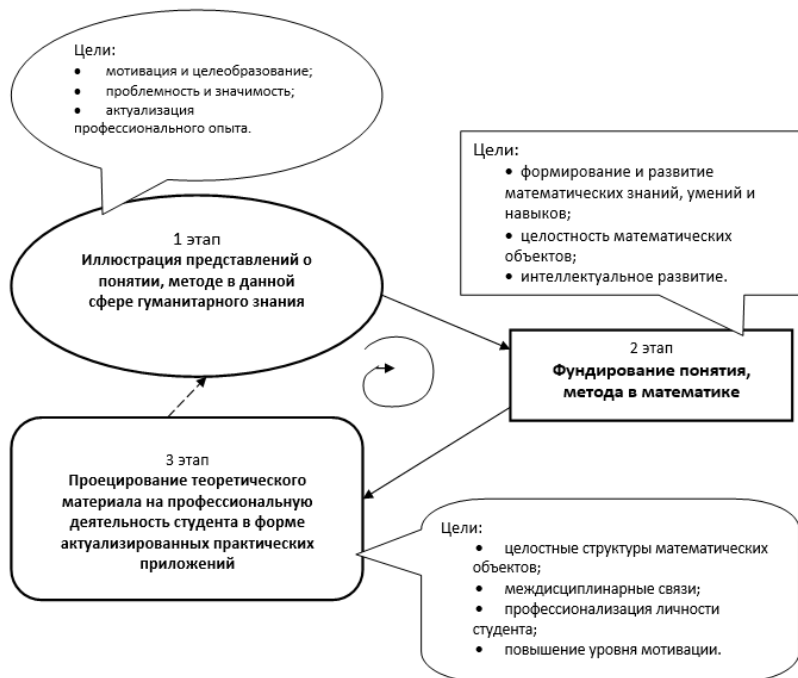 Цели:
• мотивация и целеобразование;
• проблемность и значимость;
• актуализация
профессионального опыта.
1 этап
Иллюстрация представлений о
понятии, методе в данной
сфере гуманитарного знания
Цели:
• формирование и развитие
математических знаний, умений и
навыков;
• целостность математических
объектов;
• интеллектуальное развитие.
2 этап
Фундирование понятия,
метода в математике
3 этап
Проецирование теоретического
материала на профессиональную
деятельность студента в форме
актуализированных практических
приложений
Цели:
• целостные структуры математических
объектов;
• междисциплинарные связи;
• профессионализация личности
студента;
• повышение уровня мотивации.